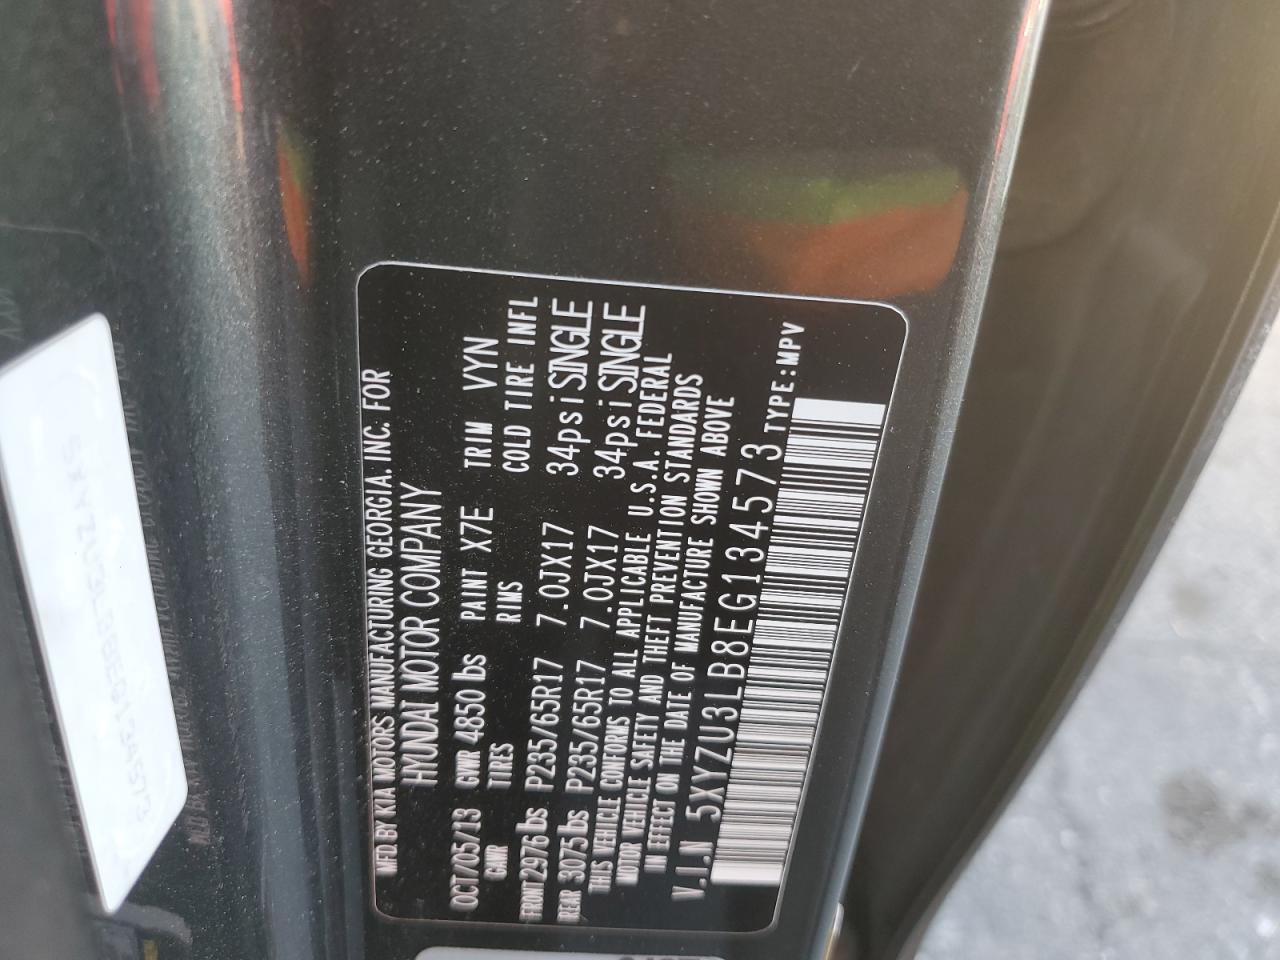 MFD BY KIA MOTORS MANUFACTURING GEORGIA, INC. FOR
HYUNDAI MOTOR COMPANY
OCT/05/13 GVWR 4850 lbs PAINT X7E TRIM VYN
GAWR TIRES RIMS COLD TIRE INFL
FRONT 2976 lbs P235/65R17 7.0JX17 34psi SINGLE
REAR 3075 lbs P235/65R17 7.0JX17 34psi SINGLE
THIS VEHICLE CONFORMS TO ALL APPLICABLE U.S.A. FEDERAL
MOTOR VEHICLE SAFETY AND THEFT PREVENTION STANDARDS
IN EFFECT ON THE DATE OF MANUFACTURE SHOWN ABOVE
V.I.N 5XYZU3LB8EG134573 TYPE:MPV
5XYZU3LB8EG134573